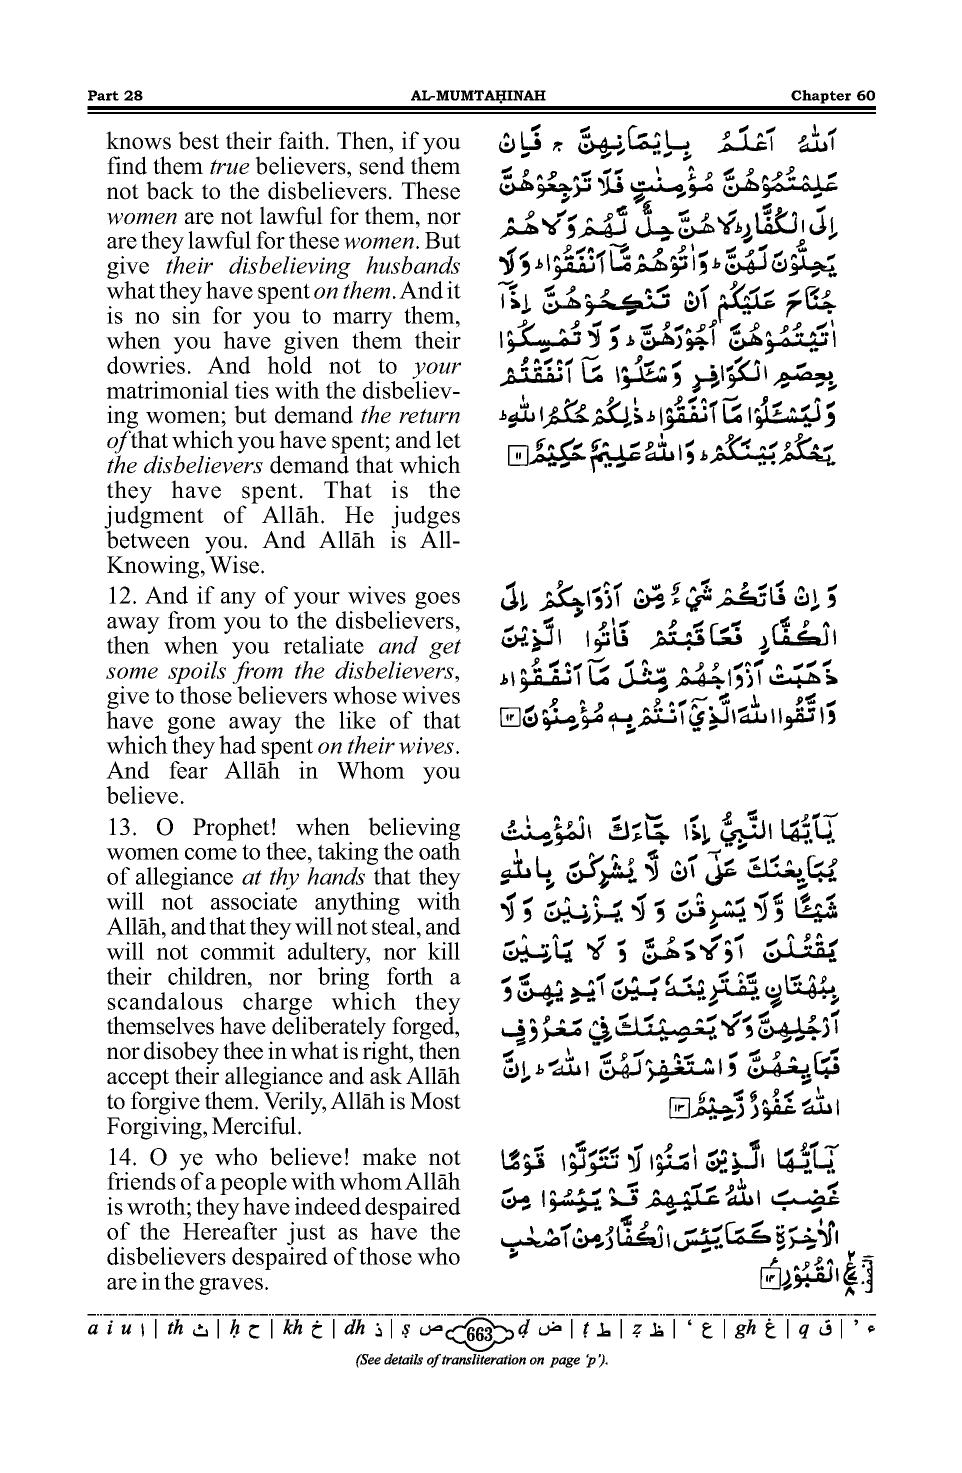 Part 28 AL-MUMTAḤINAH Chapter 60
knows best their faith. Then, if you
find them true believers, send them
not back to the disbelievers. These
women are not lawful for them, nor
are they lawful for these women. But
give their disbelieving husbands
what they have spent on them. And it
is no sin for you to marry them,
when you have given them their
dowries. And hold not to your
matrimonial ties with the disbeliev-
ing women; but demand the return
of that which you have spent; and let
the disbelievers demand that which
they have spent. That is the
judgment of Allāh. He judges
between you. And Allāh is All-
Knowing, Wise.
12. And if any of your wives goes
away from you to the disbelievers,
then when you retaliate and get
some spoils from the disbelievers,
give to those believers whose wives
have gone away the like of that
which they had spent on their wives.
And fear Allāh in Whom you
believe.
13. O Prophet! when believing
women come to thee, taking the oath
of allegiance at thy hands that they
will not associate anything with
Allāh, and that they will not steal, and
will not commit adultery, nor kill
their children, nor bring forth a
scandalous charge which they
themselves have deliberately forged,
nor disobey thee in what is right, then
accept their allegiance and ask Allāh
to forgive them. Verily, Allāh is Most
Forgiving, Merciful.
14. O ye who believe! make not
friends of a people with whom Allāh
is wroth; they have indeed despaired
of the Hereafter just as have the
disbelievers despaired of those who
are in the graves.
اَللّٰهُ اَعْلَمُ بِاِيْمَانِهِنَّ ۚ فَاِنْ
عَلِمْتُمُوْهُنَّ مُؤْمِنٰتٍ فَلَا تَرْجِعُوْهُنَّ
اِلَى الْكُفَّارِ ؕ لَا هُنَّ حِلٌّ لَّهُمْ وَلَا هُمْ
يَحِلُّوْنَ لَهُنَّ ؕ وَاٰتُوْهُمْ مَّاۤ اَنْفَقُوْا ؕ وَلَا
جُنَاحَ عَلَيْكُمْ اَنْ تَنْكِحُوْهُنَّ اِذَاۤ
اٰتَيْتُمُوْهُنَّ اُجُوْرَهُنَّ ؕ وَ لَا تُمْسِكُوْا
بِعِصَمِ الْكَوَافِرِ وَسْـَٔلُوْا مَاۤ اَنْفَقْتُمْ
وَلْيَسْـَٔلُوْا مَاۤ اَنْفَقُوْا ؕ ذٰلِكُمْ حُكْمُ اللّٰهِ ؕ
يَحْكُمُ بَيْنَكُمْ ؕ وَاللّٰهُ عَلِيْمٌ حَكِيْمٌ ۱۱
وَ اِنْ فَاتَكُمْ شَيْءٌ مِّنْ اَزْوَاجِكُمْ اِلَى
الْكُفَّارِ فَعَاقَبْتُمْ فَاٰتُوا الَّذِيْنَ
ذَهَبَتْ اَزْوَاجُهُمْ مِّثْلَ مَاۤ اَنْفَقُوْا ؕ
وَاتَّقُوا اللّٰهَ الَّذِيْۤ اَنْتُمْ بِهٖ مُؤْمِنُوْنَ ۱۲
يٰۤاَيُّهَا النَّبِيُّ اِذَا جَآءَكَ الْمُؤْمِنٰتُ
يُبَايِعْنَكَ عَلٰۤى اَنْ لَّا يُشْرِكْنَ بِاللّٰهِ
شَيْـًٔا وَّلَا يَسْرِقْنَ وَ لَا يَزْنِيْنَ وَ لَا
يَقْتُلْنَ اَوْلَادَهُنَّ وَ لَا يَاْتِيْنَ
بِبُهْتَانٍ يَّفْتَرِيْنَهٗ بَيْنَ اَيْدِيْهِنَّ وَ
اَرْجُلِهِنَّ وَلَا يَعْصِيْنَكَ فِيْ مَعْرُوْفٍ
فَبَايِعْهُنَّ وَاسْتَغْفِرْ لَهُنَّ اللّٰهَ ؕ اِنَّ
اللّٰهَ غَفُوْرٌ رَّحِيْمٌ ۱۳
يٰۤاَيُّهَا الَّذِيْنَ اٰمَنُوْا لَا تَتَوَلَّوْا قَوْمًا
غَضِبَ اللّٰهُ عَلَيْهِمْ قَدْ يَئِسُوْا مِنَ
الْاٰخِرَةِ كَمَا يَئِسَ الْكُفَّارُ مِنْ اَصْحٰبِ
الْقُبُوْرِ ۱۴
a i u ا | th ث | ḥ ح | kh خ | dh ذ | ṣ ص 663 ḍ ض | ṭ ط | ẓ ظ | ‘ ع | gh غ | q ق | ’ ء
(See details of transliteration on page ‘p’).